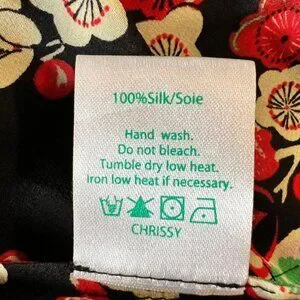 100%Silk/Soie
Hand wash.
Do not bleach.
Tumble dry low heat.
Iron low heat if necessary.
CHRISSY